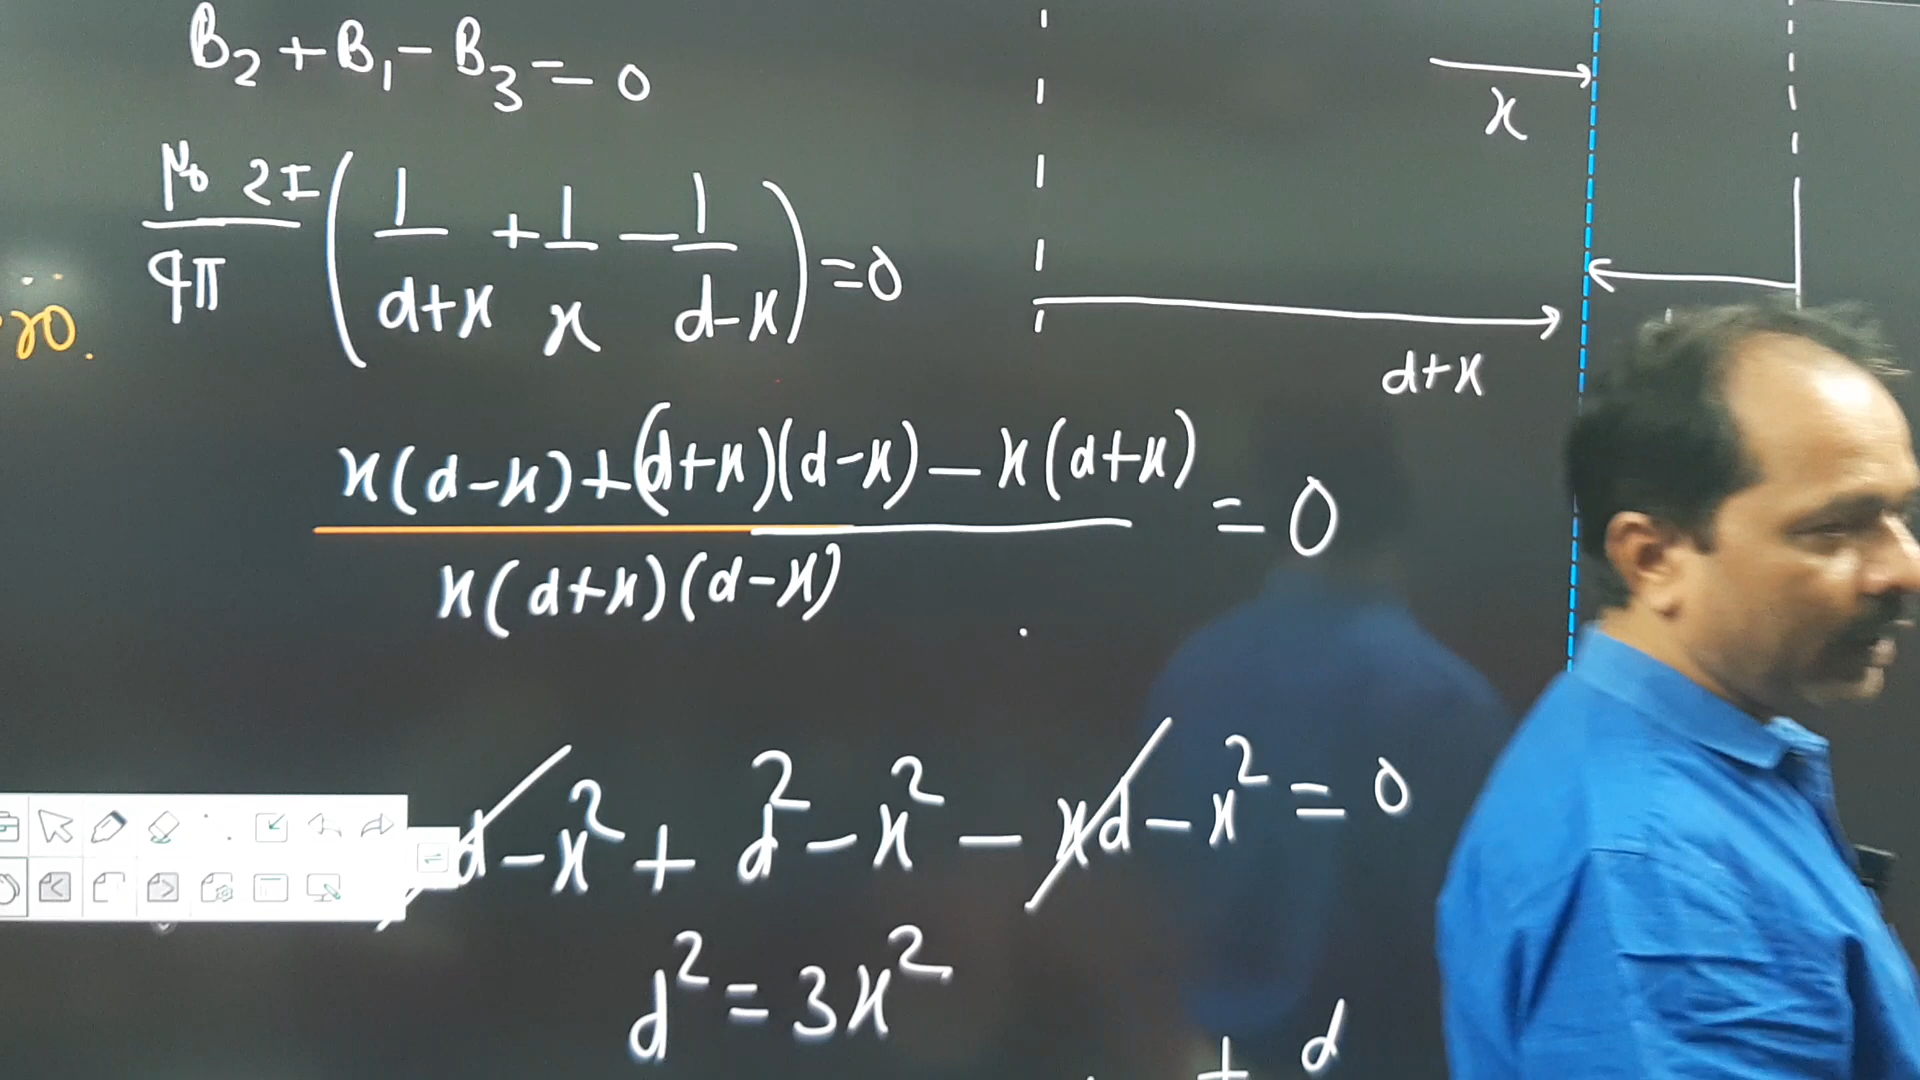 B₂ + B₁ - B₃ = 0
x
μ₀ 2I / 4π ( 1/(d+x) + 1/x - 1/(d-x) ) = 0
ro.
d+x
x(d-x) + (d+x)(d-x) - x(d+x) / x(d+x)(d-x) = 0
d - x² + d² - x² - xd - x² = 0
d² = 3x²
+ d